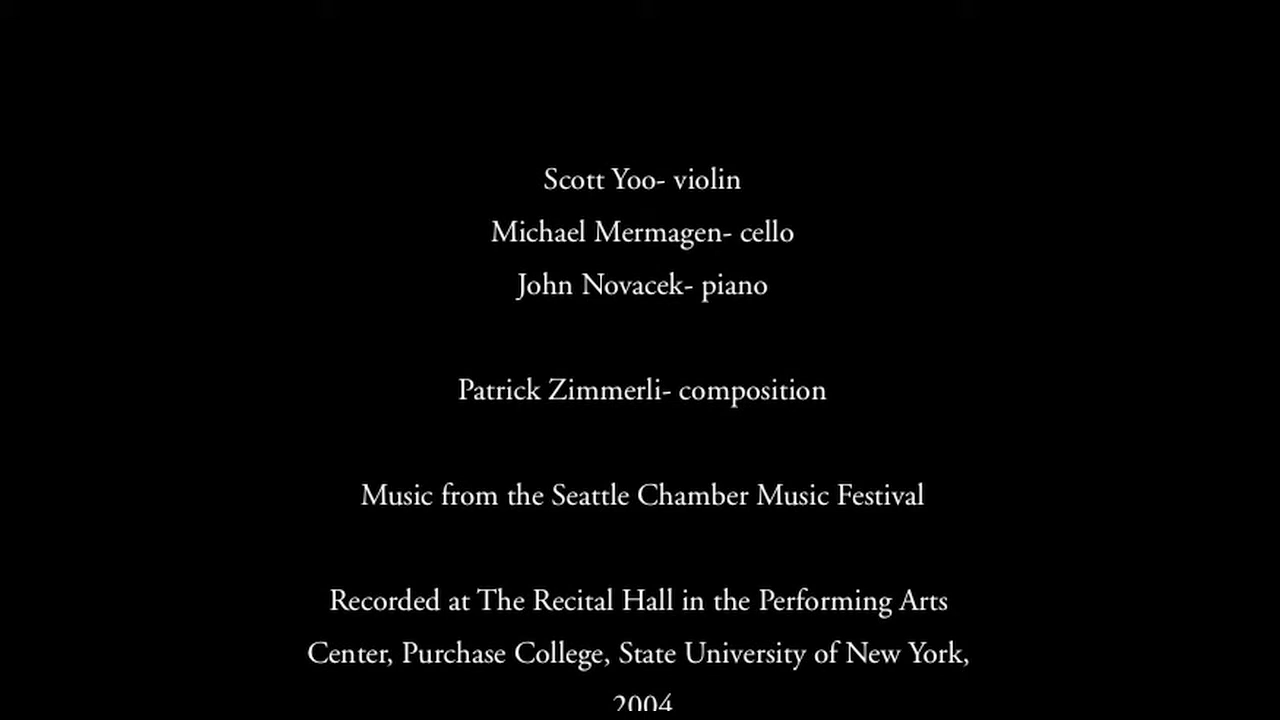 Scott Yoo- violin
Michael Mermagen- cello
John Novacek- piano
Patrick Zimmerli- composition
Music from the Seattle Chamber Music Festival
Recorded at The Recital Hall in the Performing Arts
Center, Purchase College, State University of New York,
2004